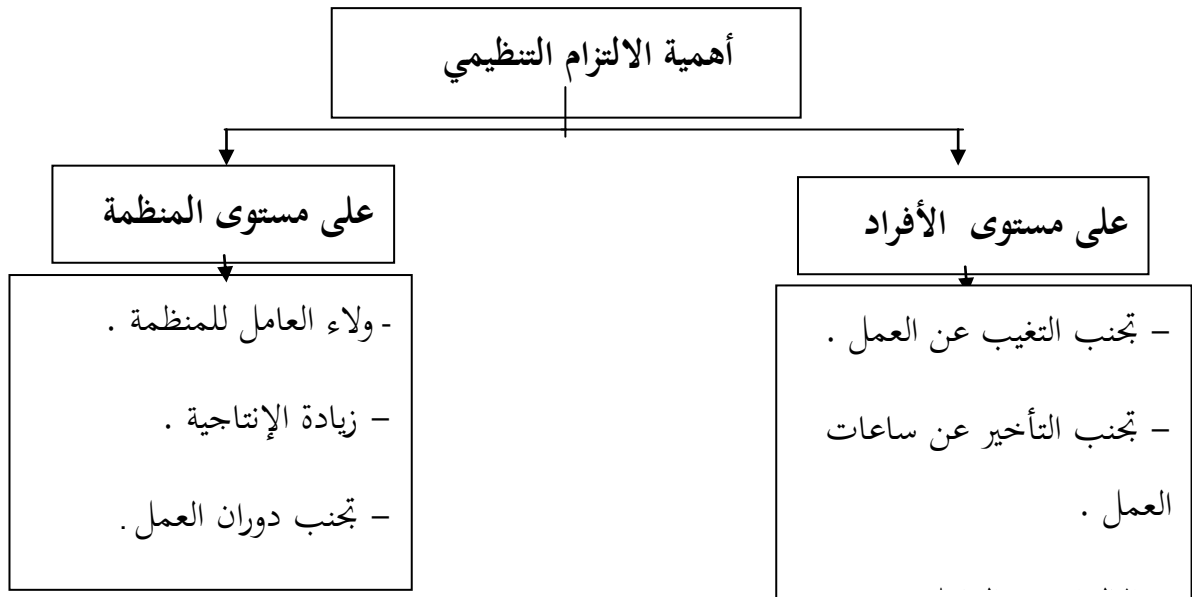 أهمية الالتزام التنظيمي
على مستوى الأفراد
– تجنب التغيب عن العمل .
– تجنب التأخير عن ساعات
العمل .
على مستوى المنظمة
- ولاء العامل للمنظمة .
– زيادة الإنتاجية .
– تجنب دوران العمل .